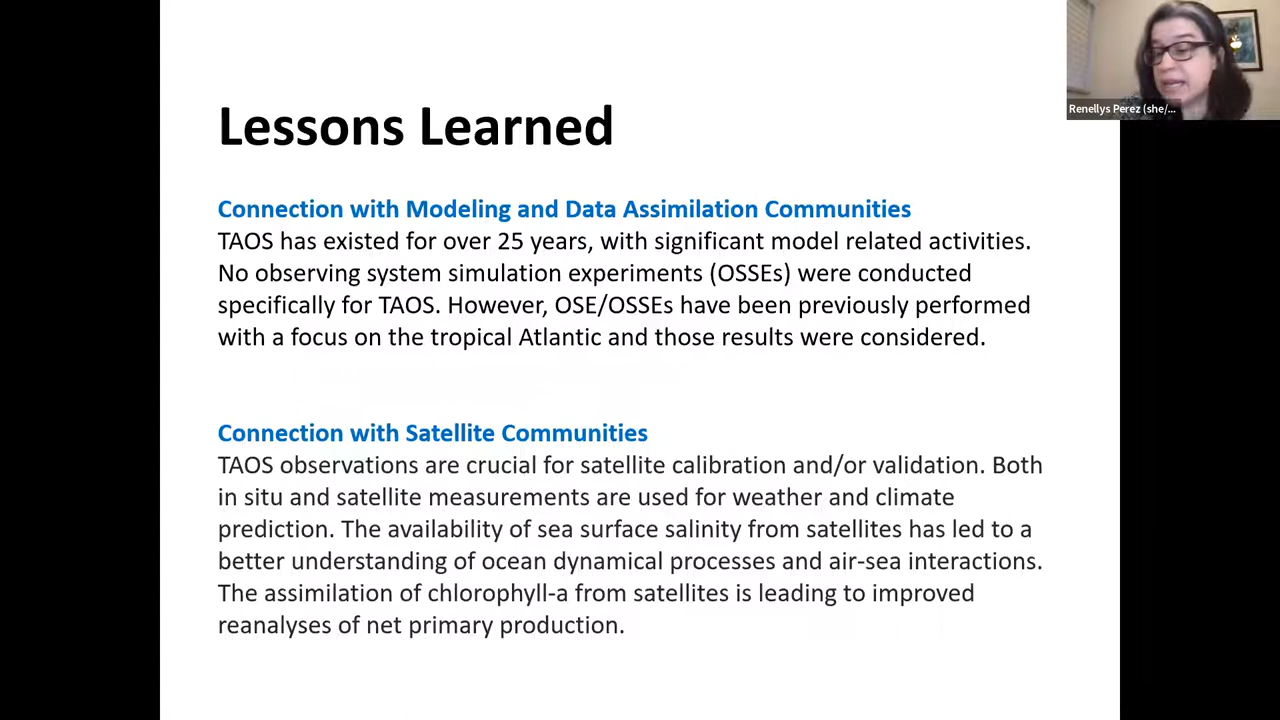 Renellys Perez (she/...
Lessons Learned
Connection with Modeling and Data Assimilation Communities
TAOS has existed for over 25 years, with significant model related activities.
No observing system simulation experiments (OSSEs) were conducted
specifically for TAOS. However, OSE/OSSEs have been previously performed
with a focus on the tropical Atlantic and those results were considered.
Connection with Satellite Communities
TAOS observations are crucial for satellite calibration and/or validation. Both
in situ and satellite measurements are used for weather and climate
prediction. The availability of sea surface salinity from satellites has led to a
better understanding of ocean dynamical processes and air-sea interactions.
The assimilation of chlorophyll-a from satellites is leading to improved
reanalyses of net primary production.